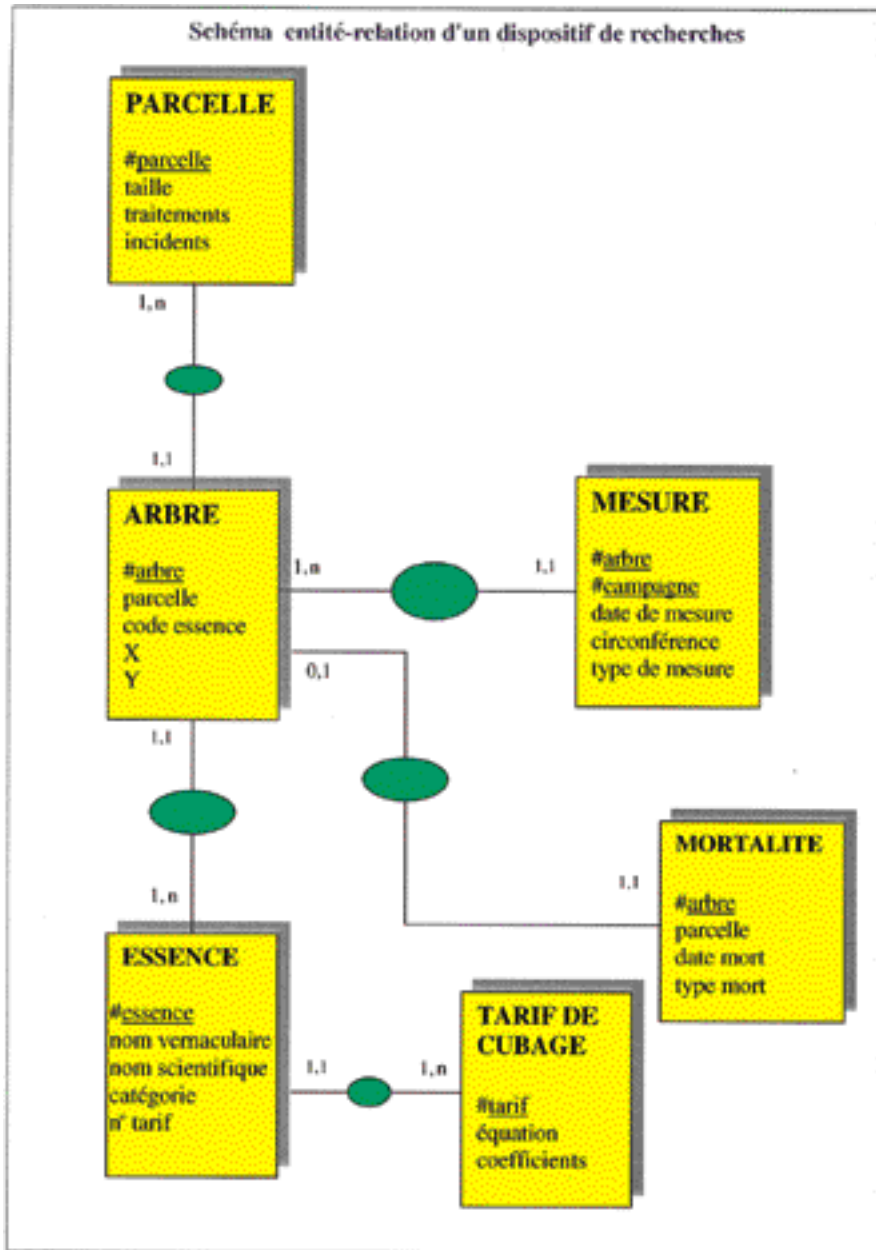 Schéma entité-relation d'un dispositif de recherches
PARCELLE
#parcelle
taille
traitements
incidents
1,n
1,1
ARBRE
#arbre
parcelle
code essence
X
Y
1,n
1,1
MESURE
#arbre
#campagne
date de mesure
circonférence
type de mesure
0,1
1,1
MORTALITE
#arbre
parcelle
date mort
type mort
1,1
1,n
ESSENCE
#essence
nom vernaculaire
nom scientifique
catégorie
n° tarif
1,1
1,n
TARIF DE
CUBAGE
#tarif
équation
coefficients